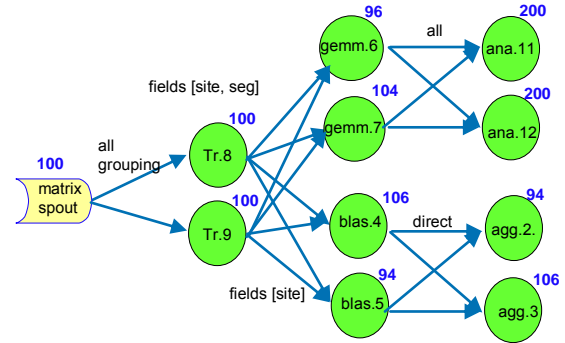 96
200
gemm.6
all
ana.11
fields [site, seg]
104
200
100
gemm.7
ana.12
all
grouping
Tr.8
100
matrix
spout
100
106
94
Tr.9
blas.4
direct
agg.2.
fields [site]
94
106
blas.5
agg.3